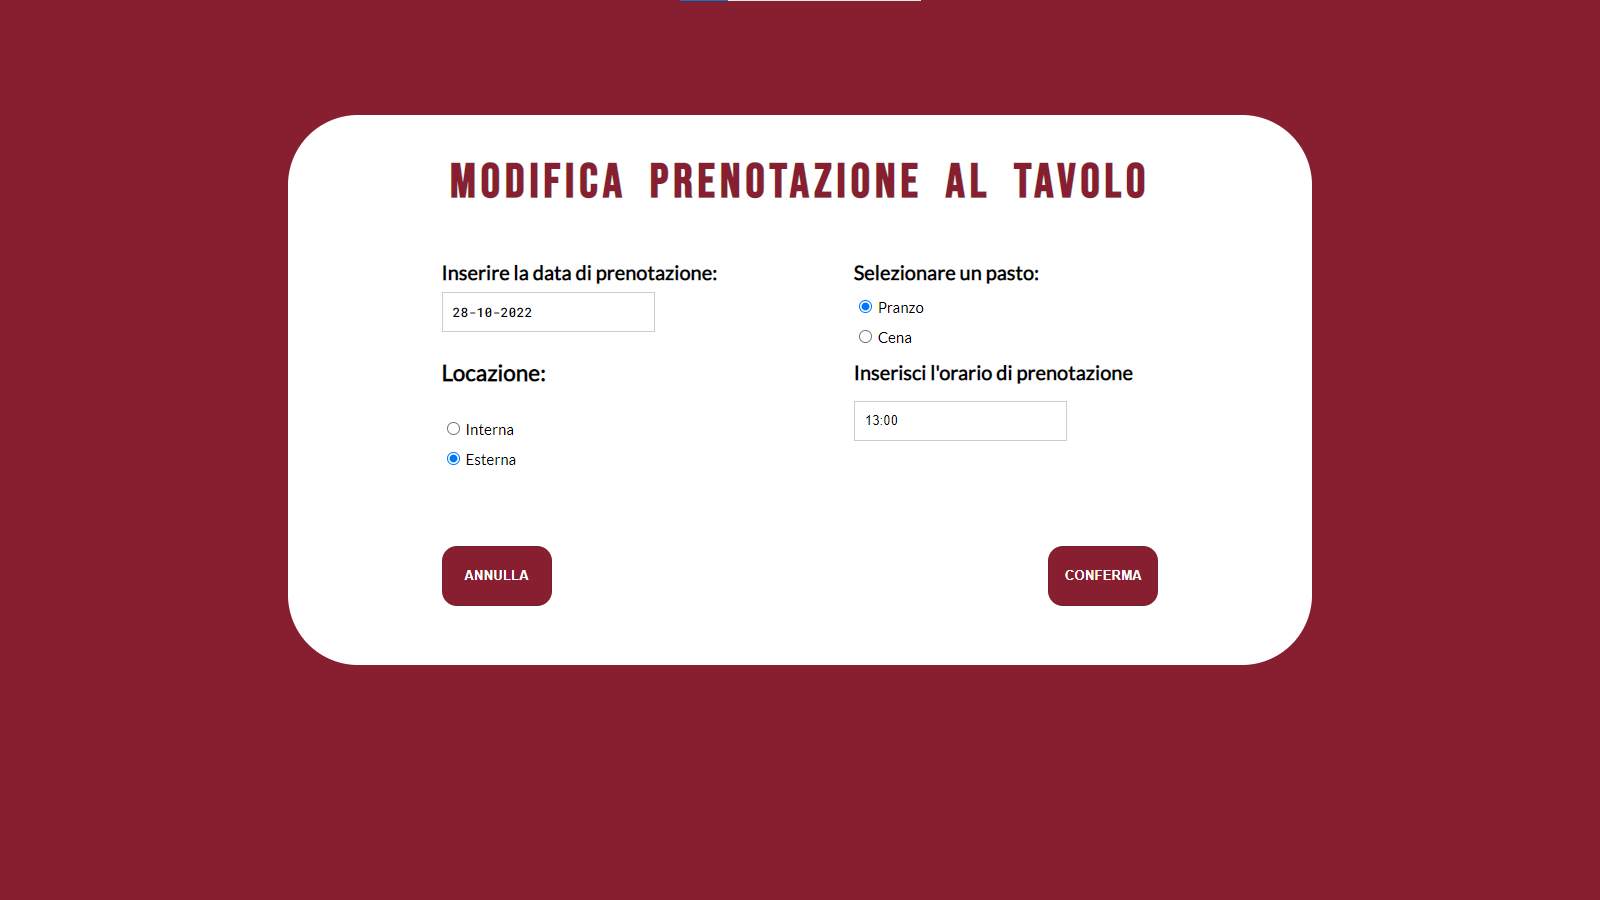 MODIFICA PRENOTAZIONE AL TAVOLO
Inserire la data di prenotazione:
28-10-2022
Selezionare un pasto:
Pranzo
Cena
Locazione:
Interna
Esterna
Inserisci l'orario di prenotazione
13:00
ANNULLA
CONFERMA